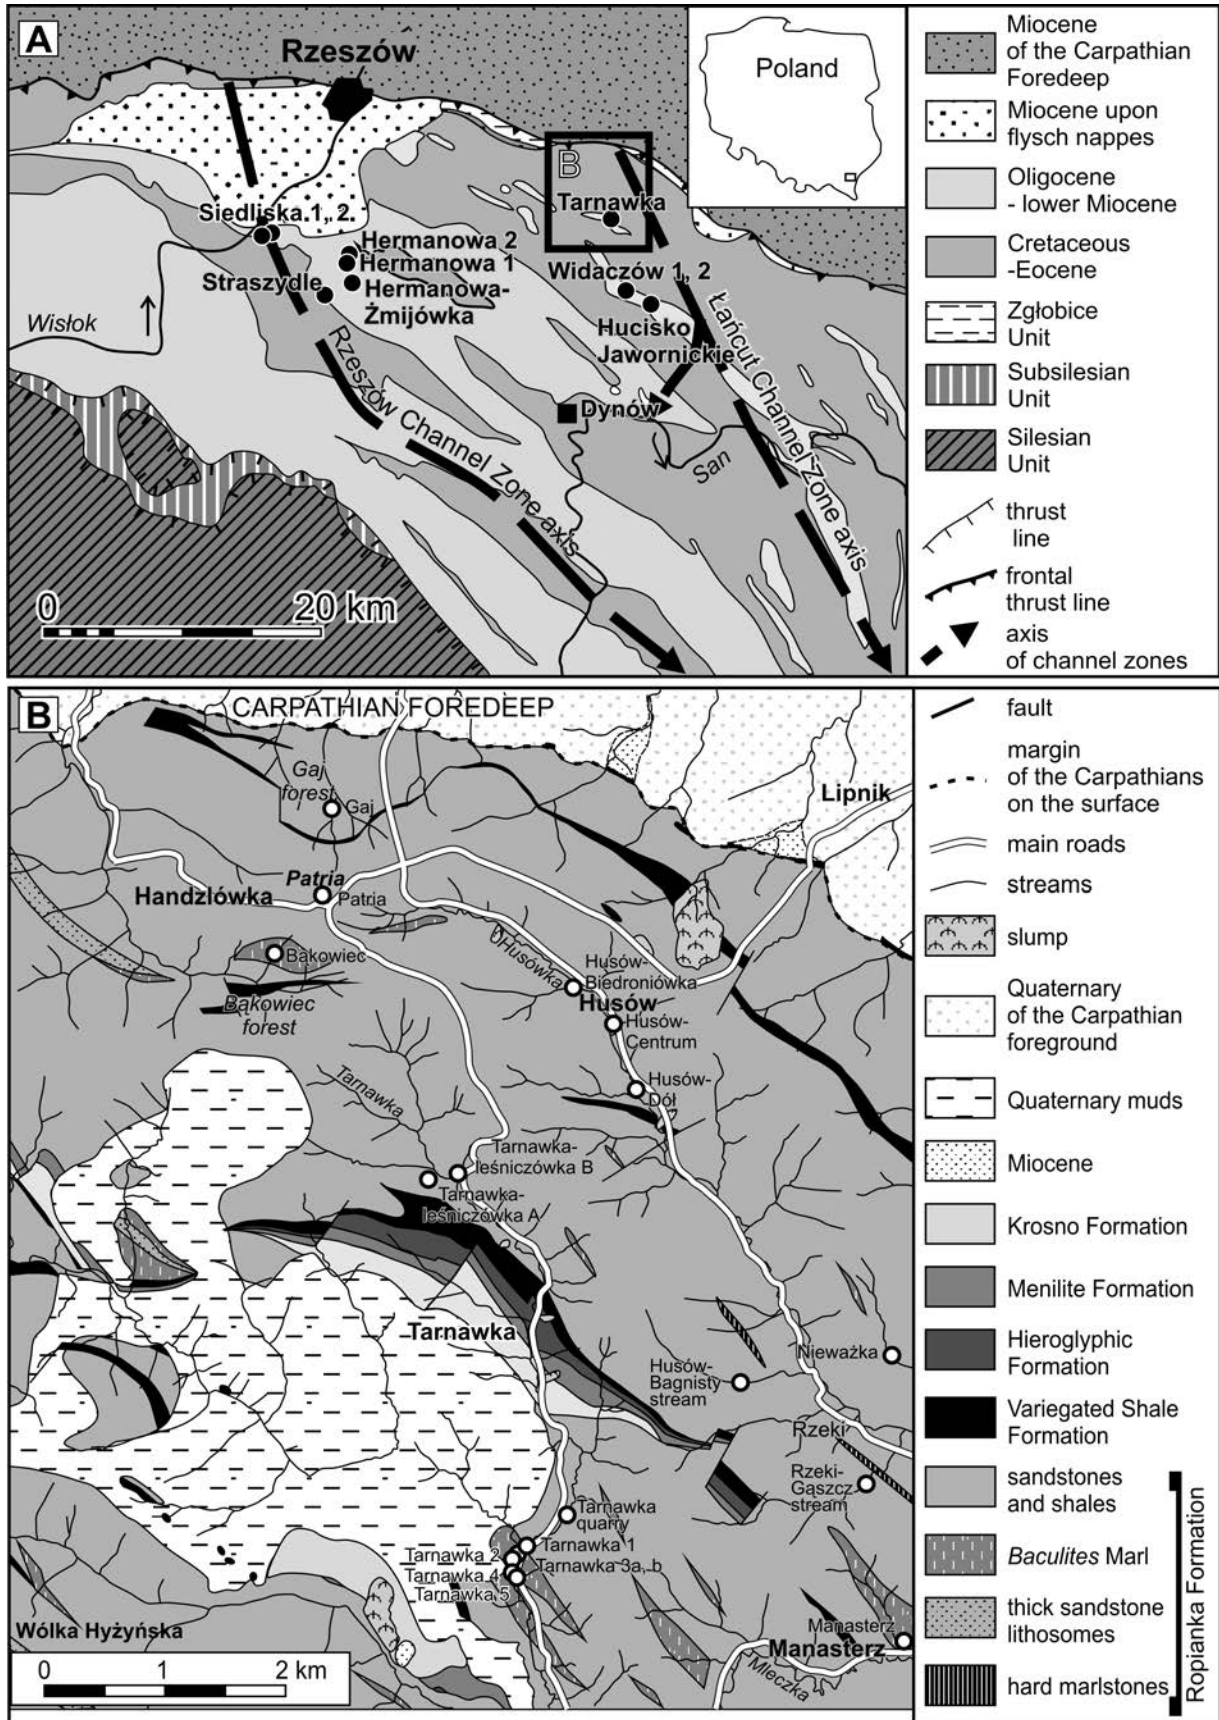 A
Rzeszów
Poland
B
Tarnawka
Siedliska 1, 2
Hermanowa 2
Hermanowa 1
Straszydle
Hermanowa-
Żmijówka
Widaczów 1, 2
Hucisko
Jawornickie
Wisłok
Dynów
San
Rzeszów Channel Zone axis
Łańcut Channel Zone axis
0 20 km
Miocene
of the Carpathian
Foredeep
Miocene upon
flysch nappes
Oligocene
- lower Miocene
Cretaceous
-Eocene
Zgłobice
Unit
Subsilesian
Unit
Silesian
Unit
thrust
line
frontal
thrust line
axis
of channel zones
B
CARPATHIAN FOREDEEP
Gaj
forest
Gaj
Lipnik
Patria
Handzlówka
Patria
Bąkowiec
Bąkowiec
forest
Husówka
Husów-
Biedroniówka
Husów
Husów-
Centrum
Husów-
Dół
Tarnawka
Tarnawka-
leśniczówka B
Tarnawka-
leśniczówka A
Tarnawka
Husów-
Bagnisty
stream
Nieważka
Rzeki
Rzeki-
Gąszcz
stream
Tarnawka
quarry
Tarnawka 1
Tarnawka 2
Tarnawka 3a, b
Tarnawka 4
Tarnawka 5
Wólka Hyżyńska
Manasterz
Manasterz
Mleczka
0 1 2 km
fault
margin
of the Carpathians
on the surface
main roads
streams
slump
Quaternary
of the Carpathian
foreground
Quaternary muds
Miocene
Krosno Formation
Menilite Formation
Hieroglyphic
Formation
Variegated Shale
Formation
sandstones
and shales
Baculites Marl
thick sandstone
lithosomes
hard marlstones
Ropianka Formation